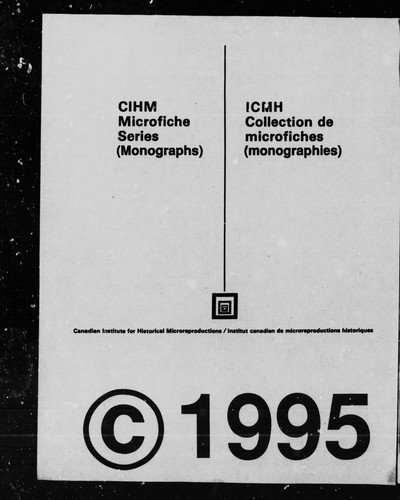 CIHM
Microfiche
Series
(Monographs)
ICMH
Collection de
microfiches
(monographies)
Canadian Institute for Historical Microreproductions / Institut canadien de microreproductions historiques
© 1995